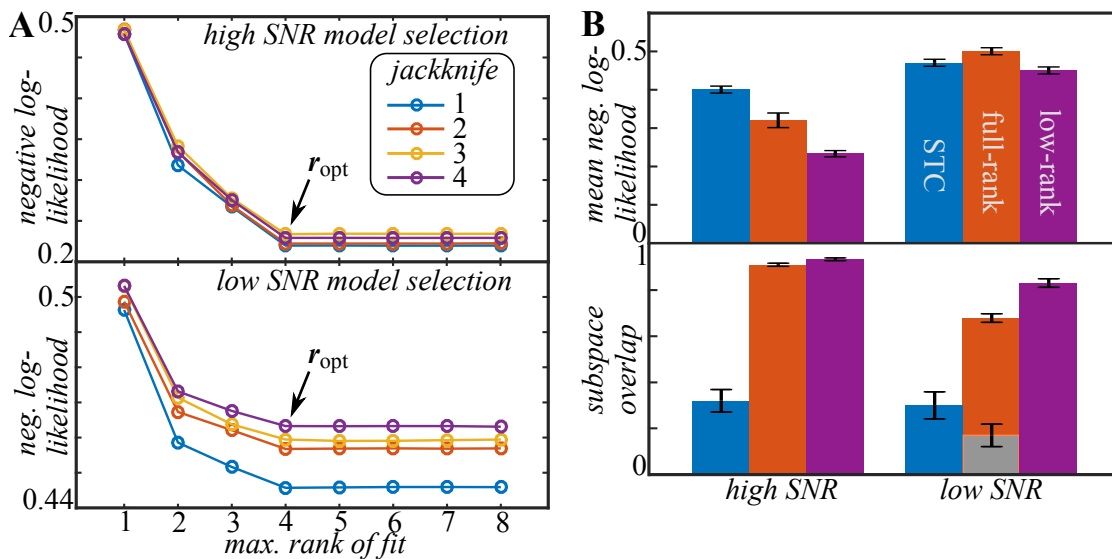 A
0.5
high SNR model selection
jackknife
1
2
3
4
r opt
negative log-
likelihood
0.2
low SNR model selection
0.5
r opt
neg. log-
likelihood
0.44
1 2 3 4 5 6 7 8
max. rank of fit
B
0.5
mean neg. log-
likelihood
STC
full-rank
low-rank
0
1
subspace
overlap
0
high SNR
low SNR